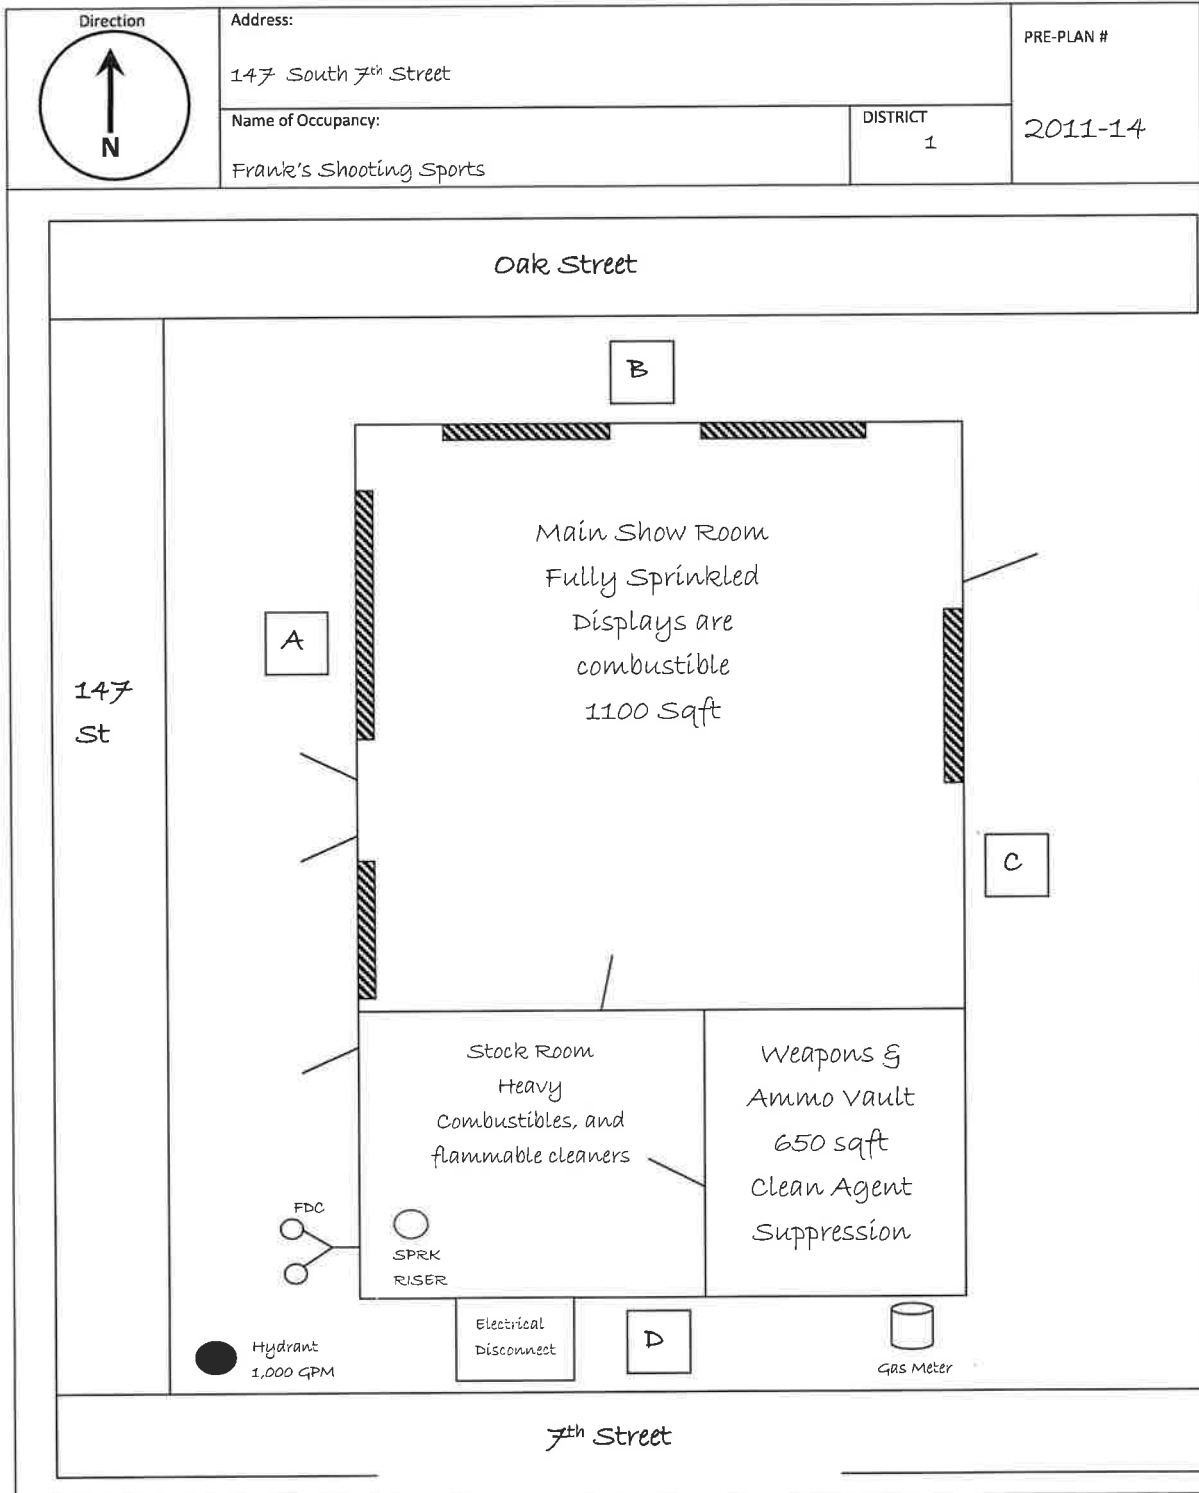 Direction
N
Address:
147 South 7th Street
Name of Occupancy:
Frank's Shooting Sports
DISTRICT
1
PRE-PLAN #
2011-14
Oak Street
B
Main Show Room
Fully Sprinkled
Displays are
combustible
1100 Sqft
A
147
St
C
Stock Room
Heavy
Combustibles, and
flammable cleaners
Weapons &
Ammo Vault
650 sqft
Clean Agent
Suppression
FDC
SPRK
RISER
Hydrant
1,000 GPM
Electrical
Disconnect
D
Gas Meter
7th Street